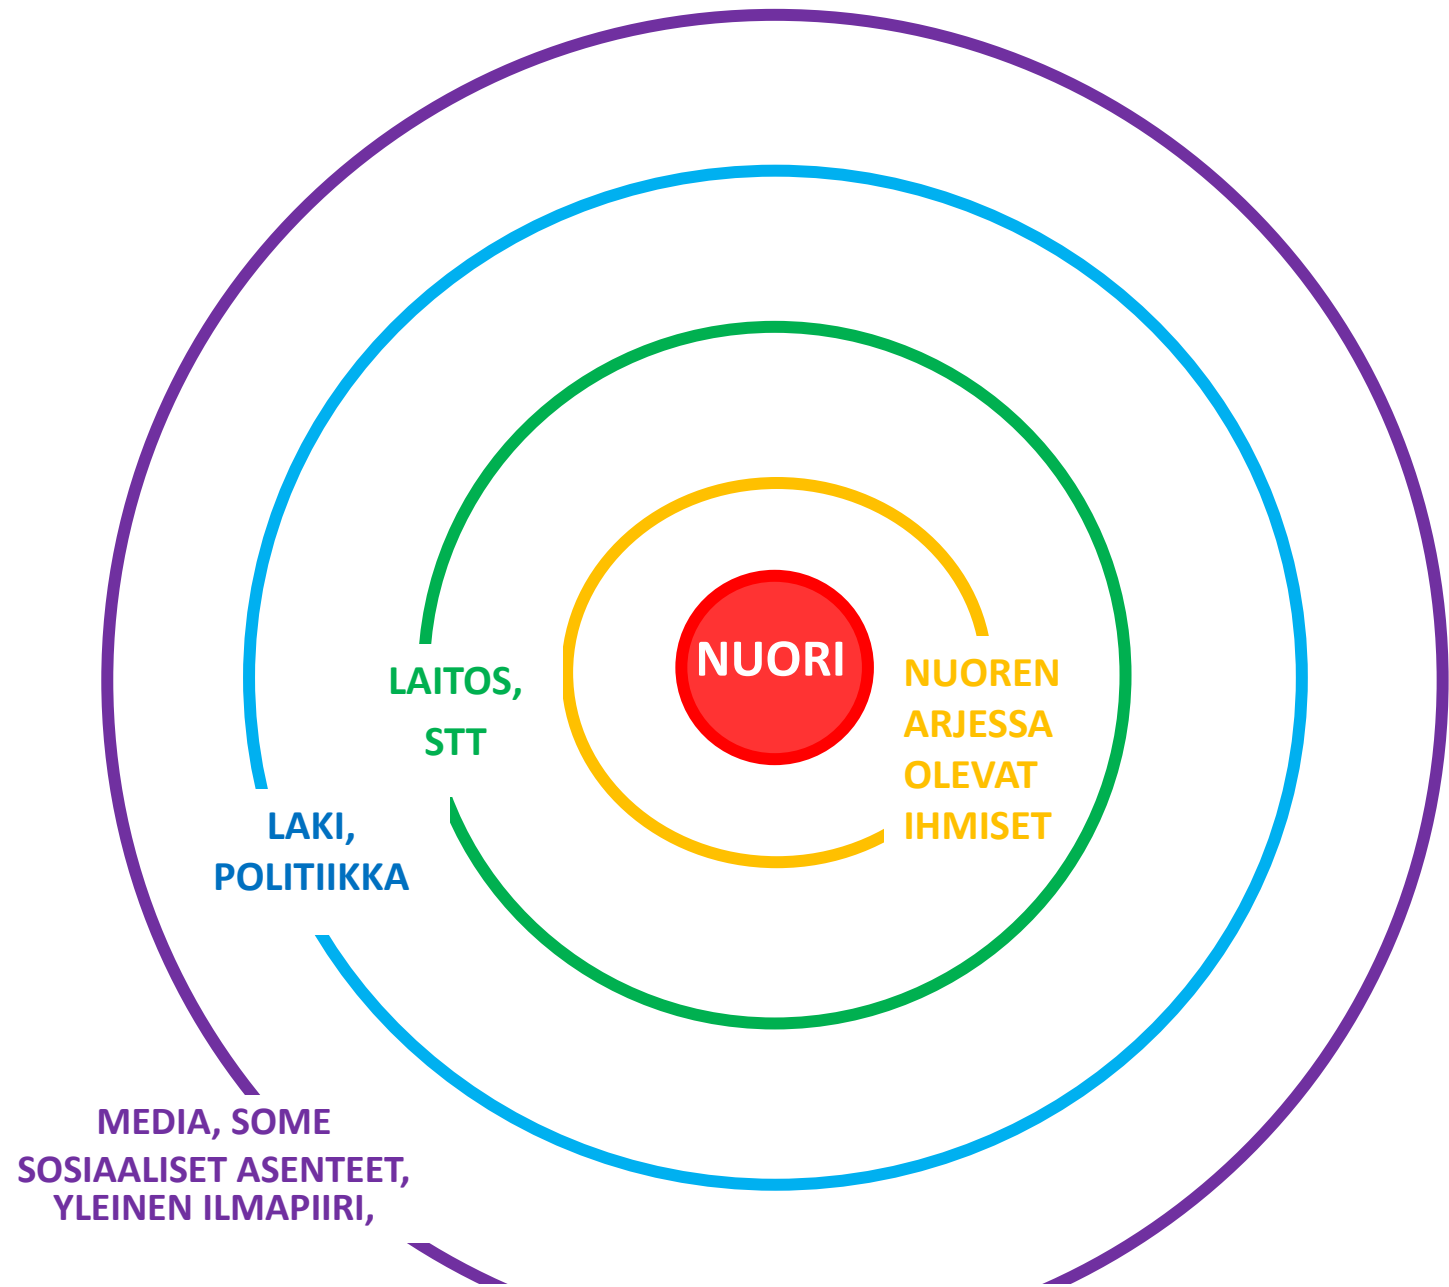 NUORI
NUOREN
ARJESSA
OLEVAT
IHMISET
LAITOS,
STT
LAKI,
POLITIIKKA
MEDIA, SOME
SOSIAALISET ASENTEET,
YLEINEN ILMAPIIRI,